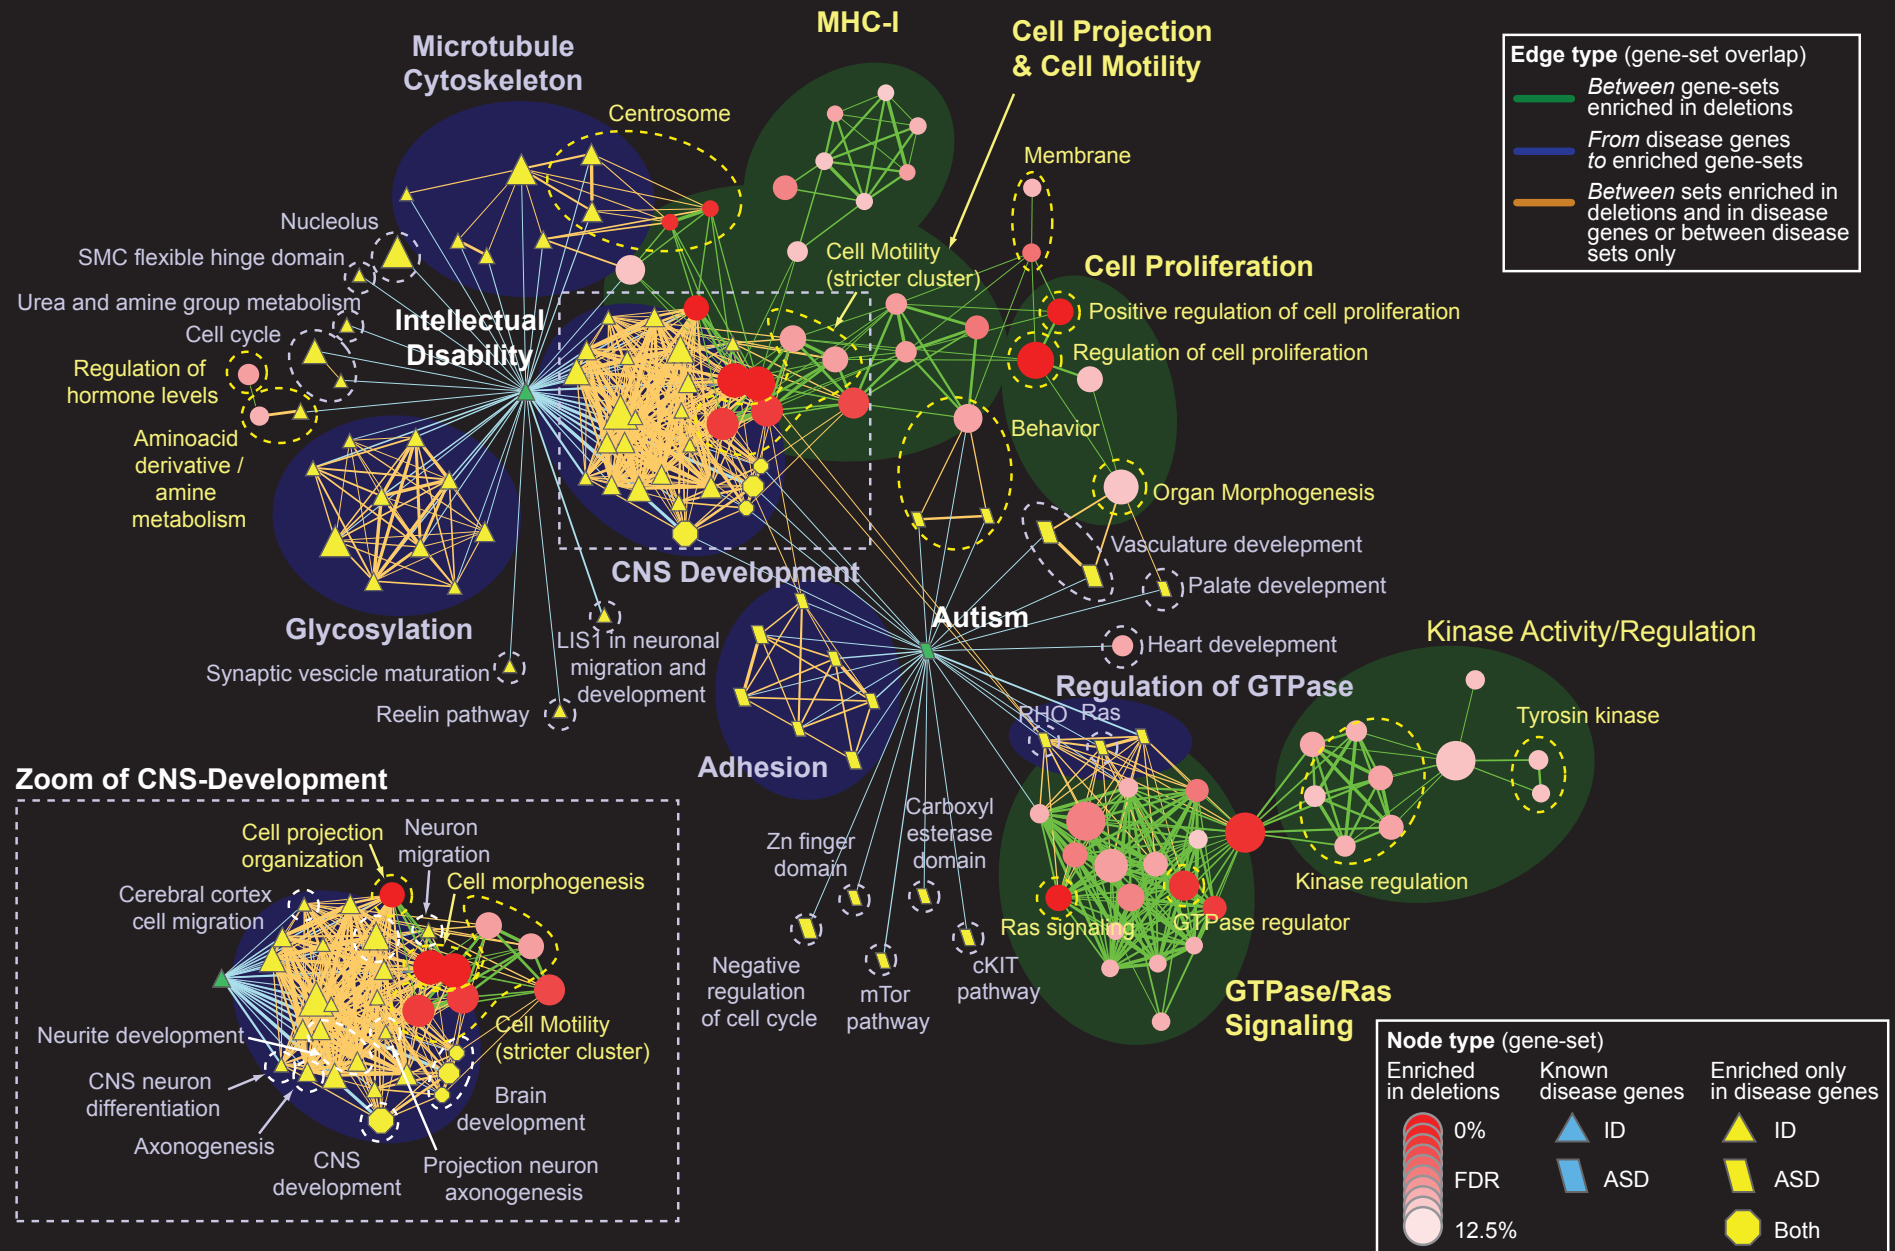 MHC-I
Cell Projection
& Cell Motility
Microtubule
Cytoskeleton
Centrosome
Membrane
Edge type (gene-set overlap)
Between gene-sets
enriched in deletions
From disease genes
to enriched gene-sets
Between sets enriched in
deletions and in disease
genes or between disease
sets only
Nucleolus
SMC flexible hinge domain
Urea and amine group metabolism
Cell cycle
Regulation of
hormone levels
Aminoacid
derivative /
amine
metabolism
Intellectual
Disability
Cell Motility
(stricter cluster)
Cell Proliferation
Positive regulation of cell proliferation
Regulation of cell proliferation
Behavior
Organ Morphogenesis
Vasculature develepment
Palate develepment
Heart develepment
CNS Development
Autism
Glycosylation
LIS1 in neuronal
migration and
development
Synaptic vescicle maturation
Reelin pathway
Adhesion
Regulation of GTPase
RHO
Ras
Kinase Activity/Regulation
Tyrosin kinase
Kinase regulation
Zn finger
domain
Carboxyl
esterase
domain
Ras signaling
GTPase regulator
Negative
regulation
of cell cycle
mTor
pathway
cKIT
pathway
GTPase/Ras
Signaling
Zoom of CNS-Development
Cell projection
organization
Neuron
migration
Cell morphogenesis
Cerebral cortex
cell migration
Neurite development
Cell Motility
(stricter cluster)
CNS neuron
differentiation
Axonogenesis
CNS
development
Brain
development
Projection neuron
axonogenesis
Node type (gene-set)
Enriched
in deletions
0%
FDR
12.5%
Known
disease genes
ID
ASD
Enriched only
in disease genes
ID
ASD
Both